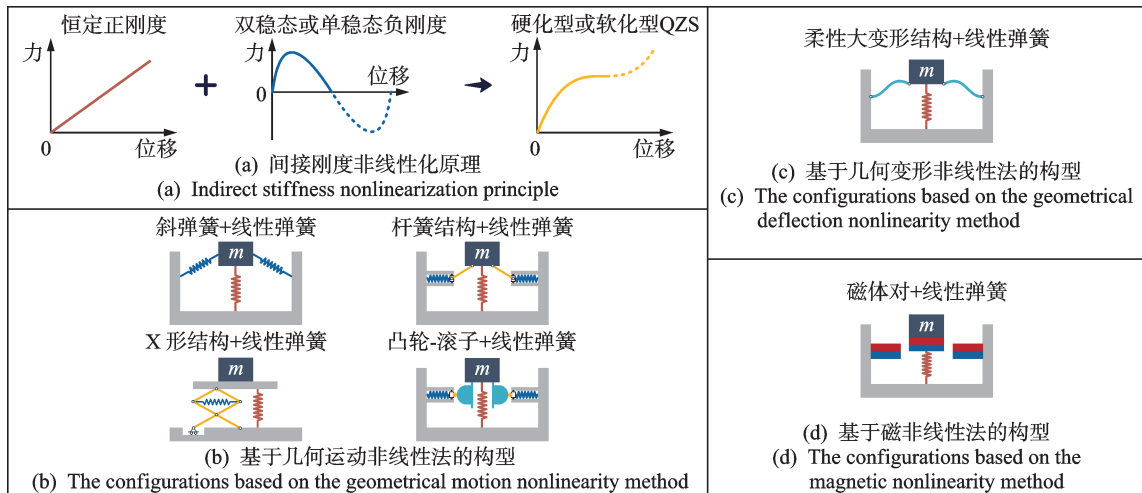 恒定正刚度
双稳态或单稳态负刚度
硬化型或软化型QZS
力
力
力
位移
0
0
位移
0
位移
(a) 间接刚度非线性化原理
(a) Indirect stiffness nonlinearization principle
斜弹簧+线性弹簧
杆簧结构+线性弹簧
m
m
X 形结构+线性弹簧
凸轮-滚子+线性弹簧
m
m
(b) 基于几何运动非线性法的构型
(b) The configurations based on the geometrical motion nonlinearity method
柔性大变形结构+线性弹簧
m
(c) 基于几何变形非线性法的构型
(c) The configurations based on the geometrical
deflection nonlinearity method
磁体对+线性弹簧
m
(d) 基于磁非线性法的构型
(d) The configurations based on the
magnetic nonlinearity method